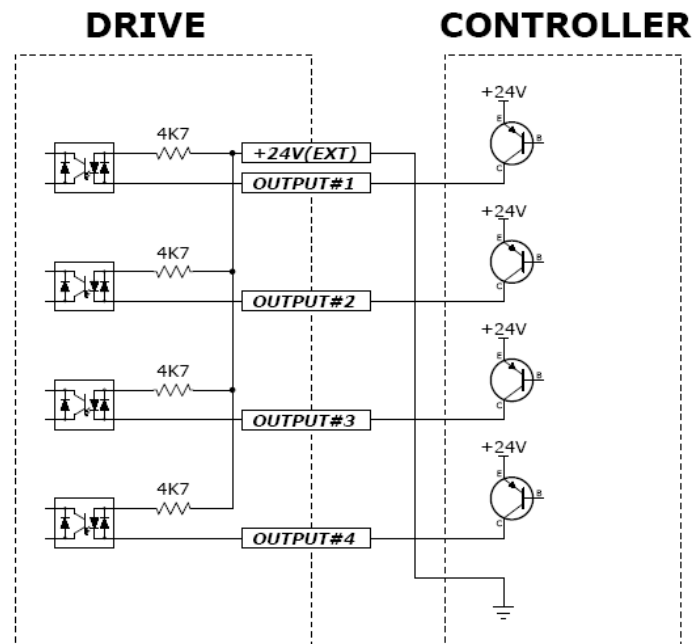 DRIVE CONTROLLER
+24V
E
B
C
4K7
+24V(EXT)
OUTPUT#1
+24V
E
B
C
4K7
OUTPUT#2
+24V
E
B
C
4K7
OUTPUT#3
+24V
E
B
C
4K7
OUTPUT#4